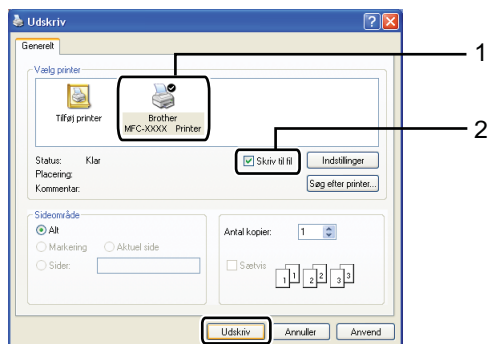 Udskriv
Generelt
Vælg printer
Tilføj printer
Brother
MFC-XXXX Printer
1
Status: Klar
Placering:
Kommentar:
Skriv til fil
Indstillinger
Søg efter printer...
2
Sideområde
Alt
Markering Aktuel side
Sider:
Antal kopier: 1
Sætvis
1 1 2 2 3 3
Udskriv Annuller Anvend